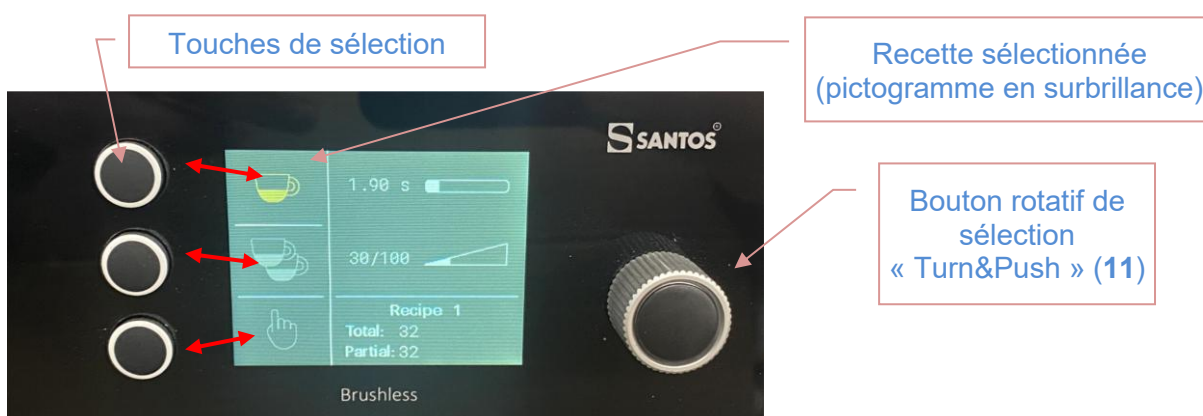 Touches de sélection
Recette sélectionnée
(pictogramme en surbrillance)
SANTOS®
1.90 s
30/100
Recipe 1
Total: 32
Partial: 32
Brushless
Bouton rotatif de
sélection
« Turn&Push » (11)